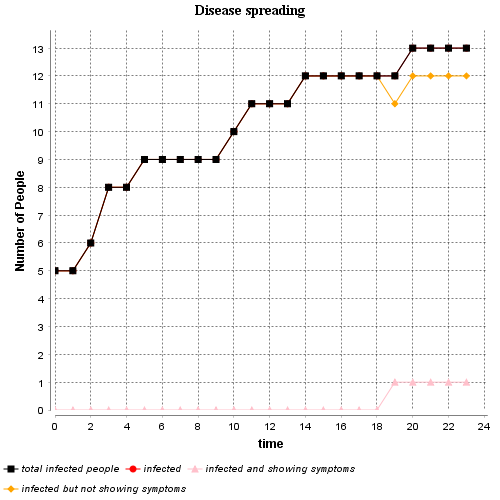 Disease spreading
Number of People
13
12
11
10
9
8
7
6
5
4
3
2
1
0
0 2 4 6 8 10 12 14 16 18 20 22 24
time
total infected people infected infected and showing symptoms
infected but not showing symptoms